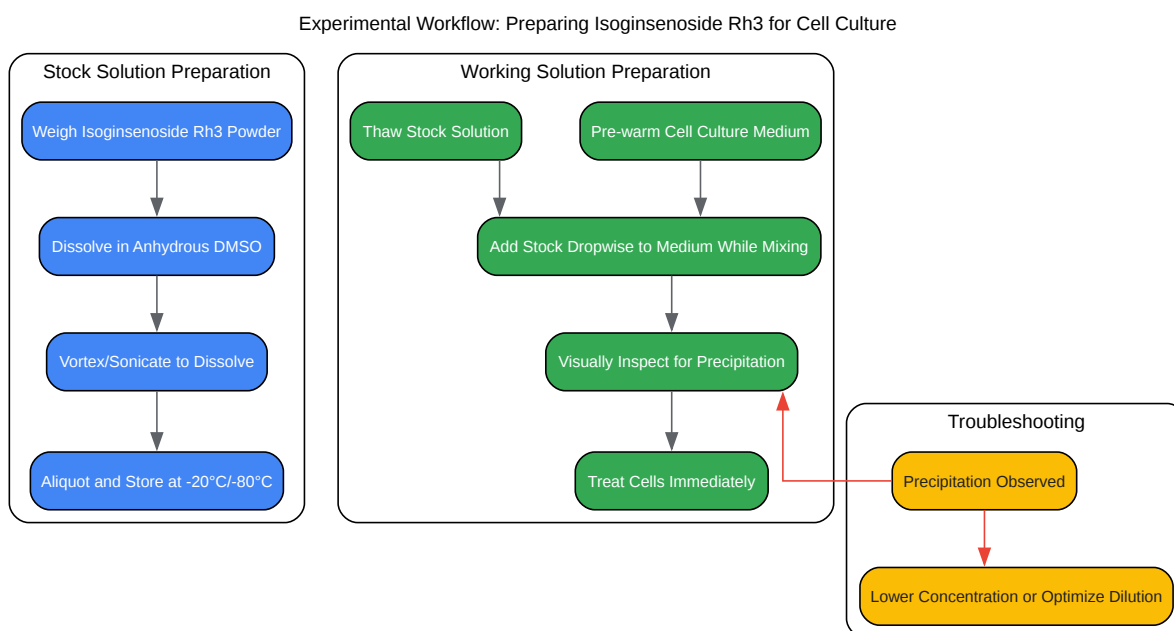 Experimental Workflow: Preparing Isoginsenoside Rh3 for Cell Culture
Stock Solution Preparation
Weigh Isoginsenoside Rh3 Powder
Dissolve in Anhydrous DMSO
Vortex/Sonicate to Dissolve
Aliquot and Store at -20°C/-80°C
Working Solution Preparation
Thaw Stock Solution
Pre-warm Cell Culture Medium
Add Stock Dropwise to Medium While Mixing
Visually Inspect for Precipitation
Treat Cells Immediately
Troubleshooting
Precipitation Observed
Lower Concentration or Optimize Dilution